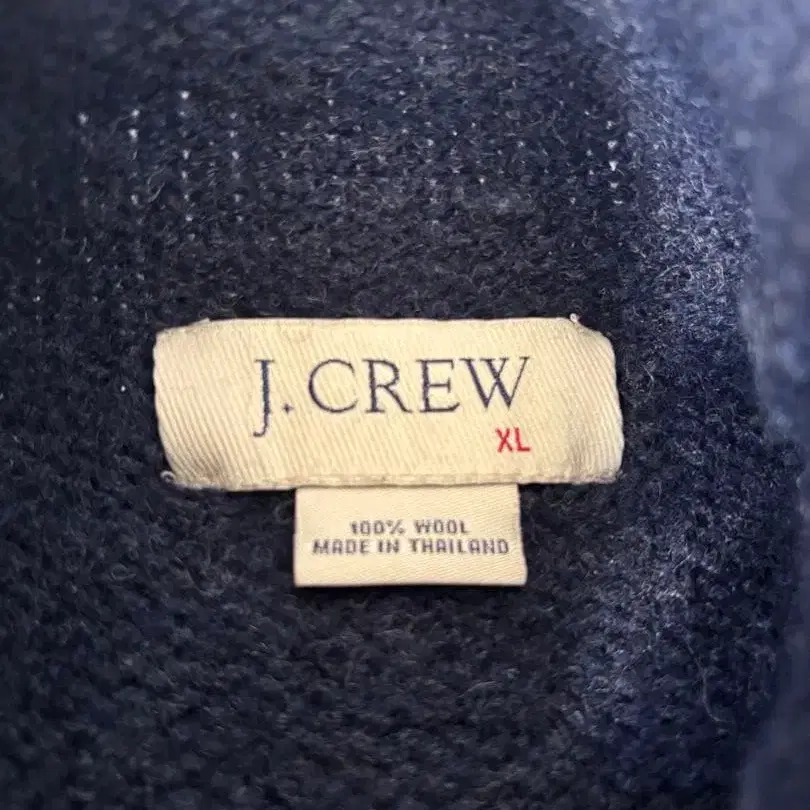 J. CREW
XL
100% WOOL
MADE IN THAILAND